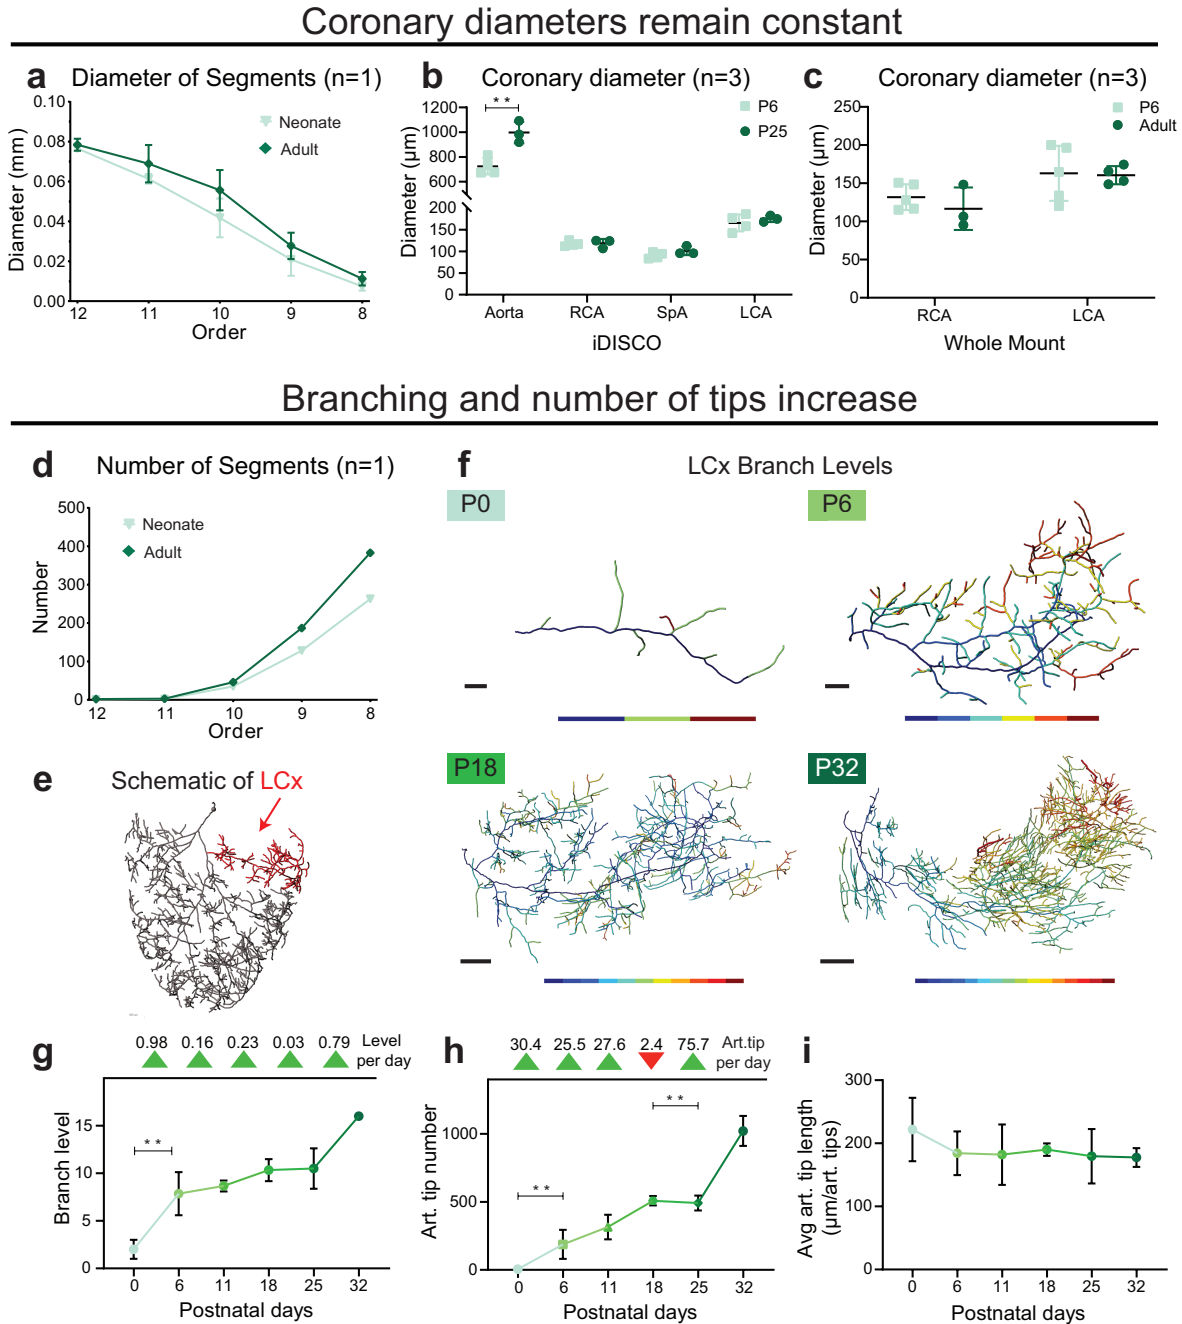 Coronary diameters remain constant
a Diameter of Segments (n=1)
Diameter (mm)
0.10
0.08
0.06
0.04
0.02
0.00
Neonate
Adult
12 11 10 9 8
Order
b Coronary diameter (n=3)
Diameter (µm)
1200
1000
800
600
200
150
100
50
0
* *
P6
P25
Aorta RCA SpA LCA
iDISCO
c Coronary diameter (n=3)
Diameter (µm)
250
200
150
100
50
0
P6
Adult
RCA LCA
Whole Mount
Branching and number of tips increase
d Number of Segments (n=1)
Number
500
400
300
200
100
0
Neonate
Adult
12 11 10 9 8
Order
e Schematic of LCx
f LCx Branch Levels
P0
P6
P18
P32
g
0.98 0.16 0.23 0.03 0.79 Level
per day
Branch level
15
10
5
0
* *
0 6 11 18 25 32
Postnatal days
h
30.4 25.5 27.6 2.4 75.7 Art.tip
per day
Art. tip number
1000
500
0
* *
* *
0 6 11 18 25 32
Postnatal days
i
Avg art. tip length
(µm/art. tips)
300
200
100
0
0 6 11 18 25 32
Postnatal days